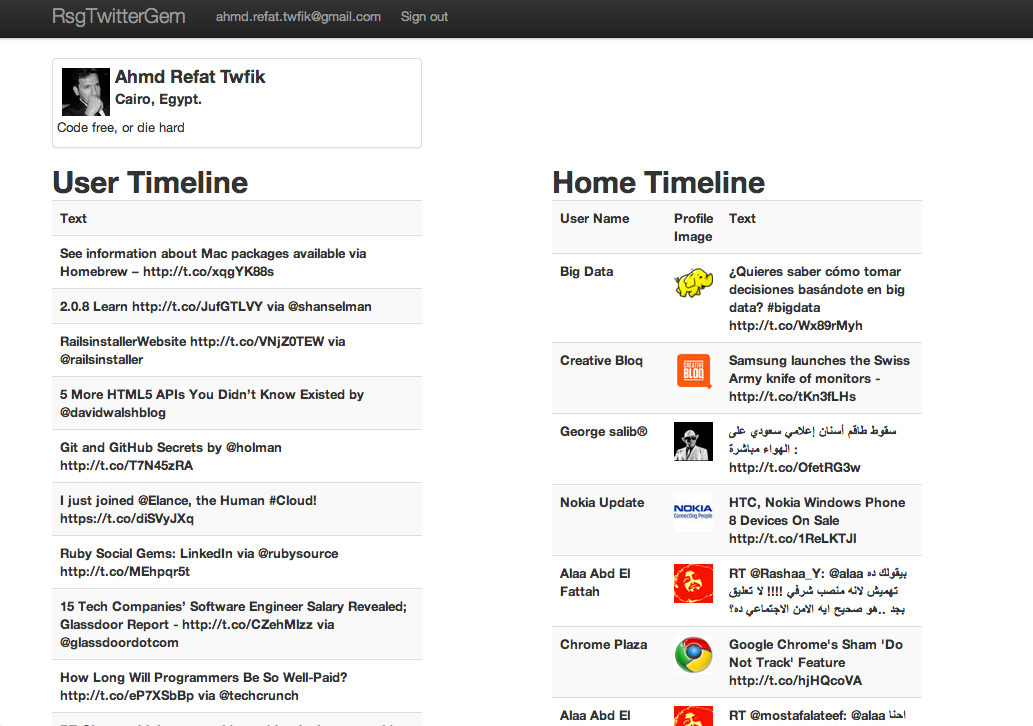 RsgTwitterGem
ahmd.refat.twfik@gmail.com
Sign out
Ahmd Refat Twfik
Cairo, Egypt.
Code free, or die hard
User Timeline
Text
See information about Mac packages available via
Homebrew – http://t.co/xqgYK88s
2.0.8 Learn http://t.co/JufGTLVY via @shanselman
RailsinstallerWebsite http://t.co/VNjZ0TEW via
@railsinstaller
5 More HTML5 APIs You Didn’t Know Existed by
@davidwalshblog
Git and GitHub Secrets by @holman
http://t.co/T7N45zRA
I just joined @Elance, the Human #Cloud!
https://t.co/diSVyJXq
Ruby Social Gems: LinkedIn via @rubysource
http://t.co/MEhpqr5t
15 Tech Companies’ Software Engineer Salary Revealed;
Glassdoor Report - http://t.co/CZehMIzz via
@glassdoordotcom
How Long Will Programmers Be So Well-Paid?
http://t.co/eP7XSbBp via @techcrunch
Home Timeline
User Name
Profile
Image
Text
Big Data
¿Quieres saber cómo tomar
decisiones basándote en big
data? #bigdata
http://t.co/Wx89rMyh
Creative Bloq
CREATIVE
BLOQ
Samsung launches the Swiss
Army knife of monitors -
http://t.co/tKn3fLHs
George salib®
سقوط طاقم أسنان إعلامي سعودي على
الهواء مباشرة :
http://t.co/OfetRG3w
Nokia Update
NOKIA
Connecting People
HTC, Nokia Windows Phone
8 Devices On Sale
http://t.co/1ReLKTJI
Alaa Abd El
Fattah
RT @Rashaa_Y: @alaa بيقولك ده
تهميش لانه منصب شرفي !!!! لا تعليق
بجد ..هو صحيح ايه الامن الاجتماعي ده؟
Chrome Plaza
Google Chrome's Sham 'Do
Not Track' Feature
http://t.co/hjHQcoVA
Alaa Abd El
RT @mostafalateef: @alaa احنا